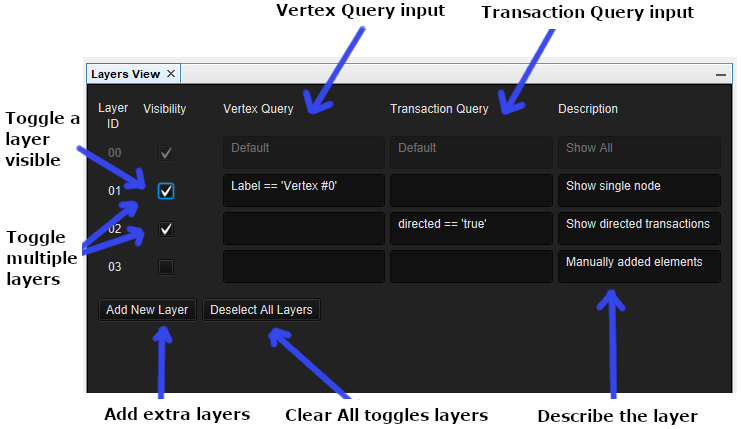 Vertex Query input
Transaction Query input
Layers View
Layer ID
Visibility
Vertex Query
Transaction Query
Description
Toggle a
layer
visible
00
Default
Default
Show All
01
Label == 'Vertex #0'
Show single node
Toggle
multiple
layers
02
directed == 'true'
Show directed transactions
03
Manually added elements
Add New Layer
Deselect All Layers
Add extra layers
Clear All toggles layers
Describe the layer